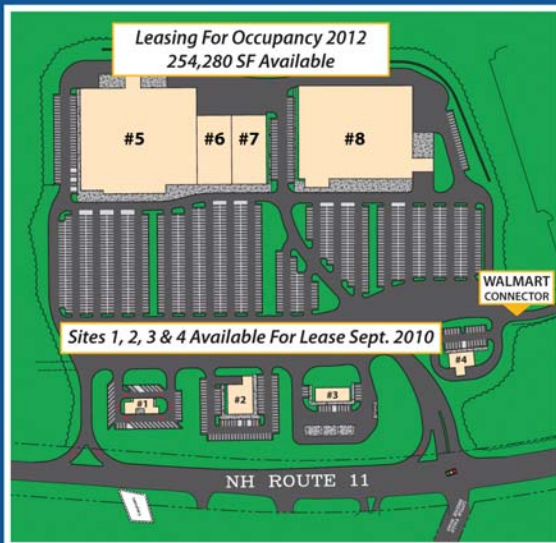 Leasing For Occupancy 2012
254,280 SF Available
#5
#6
#7
#8
WALMART
CONNECTOR
Sites 1, 2, 3 & 4 Available For Lease Sept. 2010
#4
#1
#2
#3
NH ROUTE 11